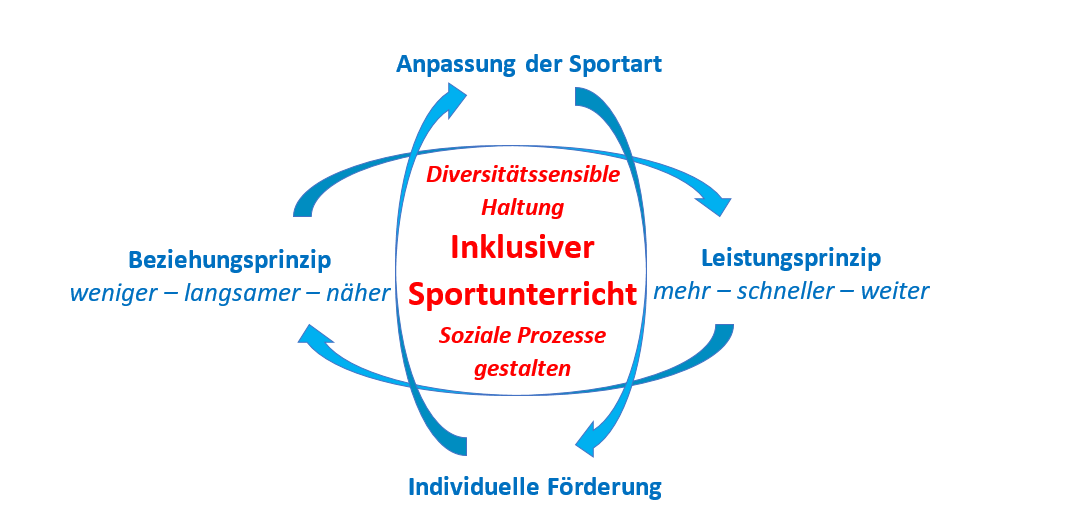 Anpassung der Sportart
Diversitätssensible
Haltung
Inklusiver
Sportunterricht
Soziale Prozesse
gestalten
Beziehungsprinzip
weniger – langsamer – näher
Leistungsprinzip
mehr – schneller – weiter
Individuelle Förderung